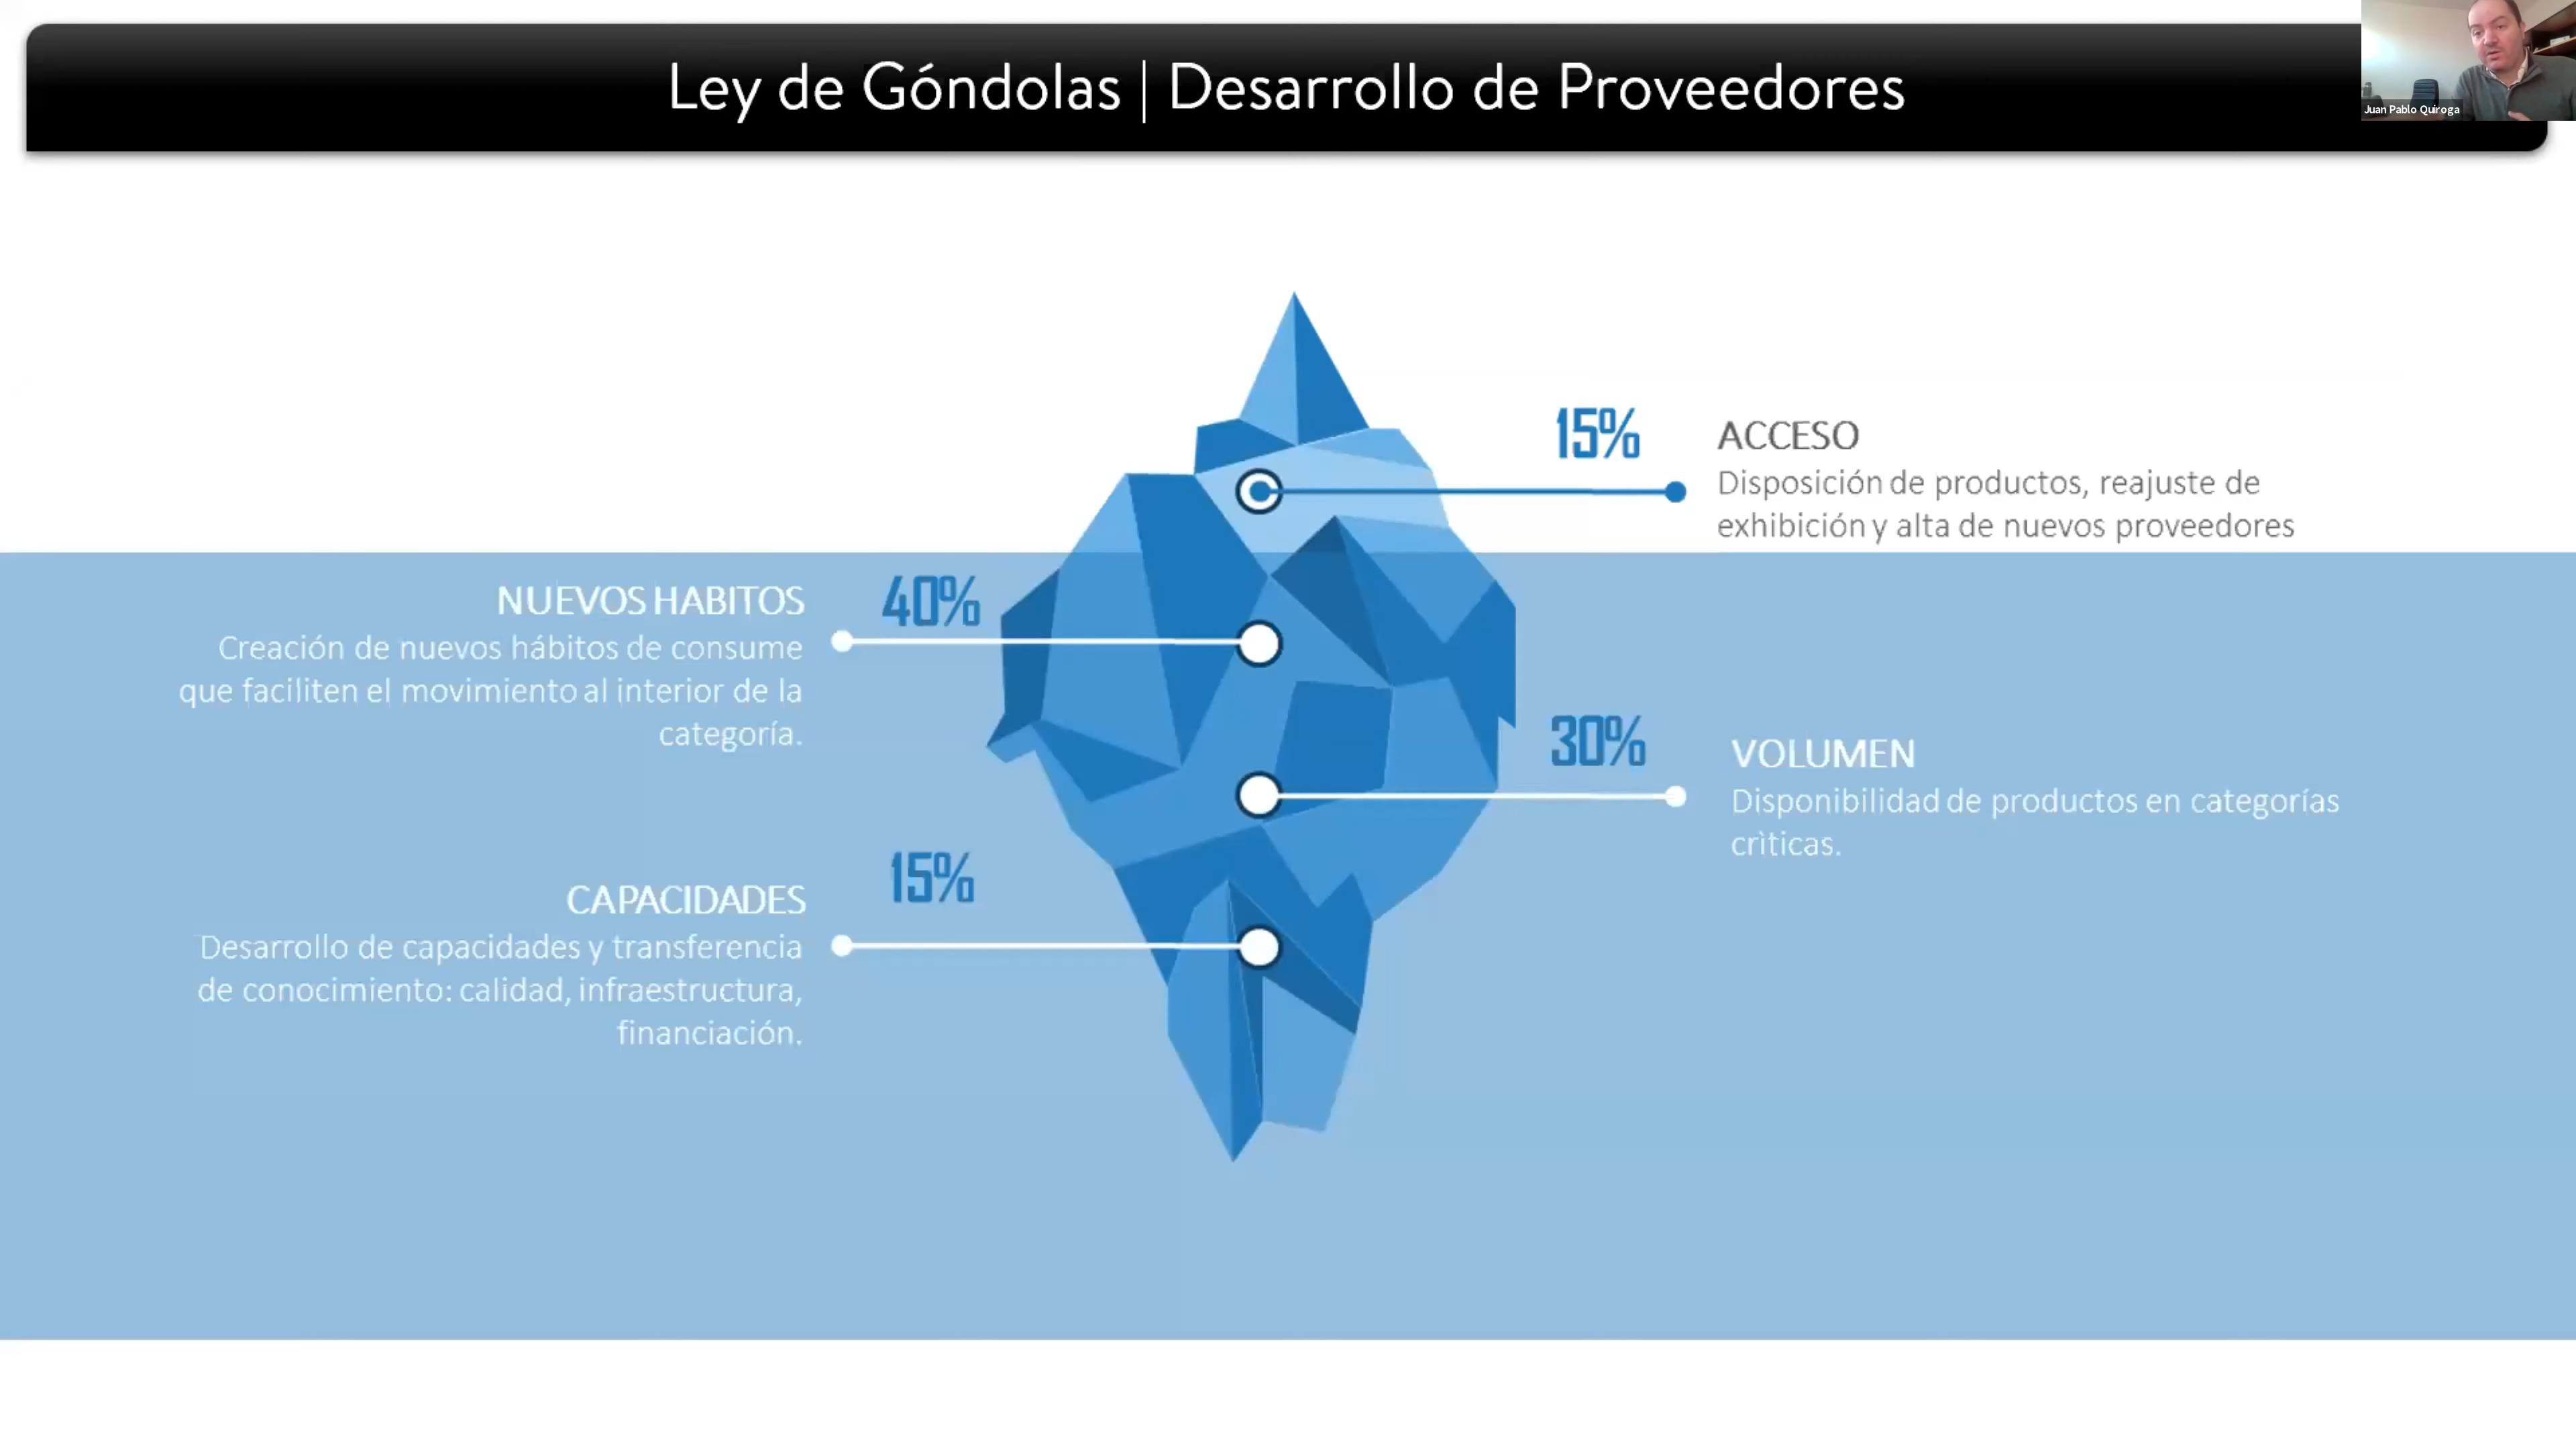 Ley de Góndolas | Desarrollo de Proveedores
Juan Pablo Quiroga
15%
ACCESO
Disposición de productos, reajuste de
exhibición y alta de nuevos proveedores
NUEVOS HABITOS
40%
Creación de nuevos hábitos de consume
que faciliten el movimiento al interior de la
categoría.
30%
VOLUMEN
Disponibilidad de productos en categorías
crìticas.
15%
CAPACIDADES
Desarrollo de capacidades y transferencia
de conocimiento: calidad, infraestructura,
financiación.